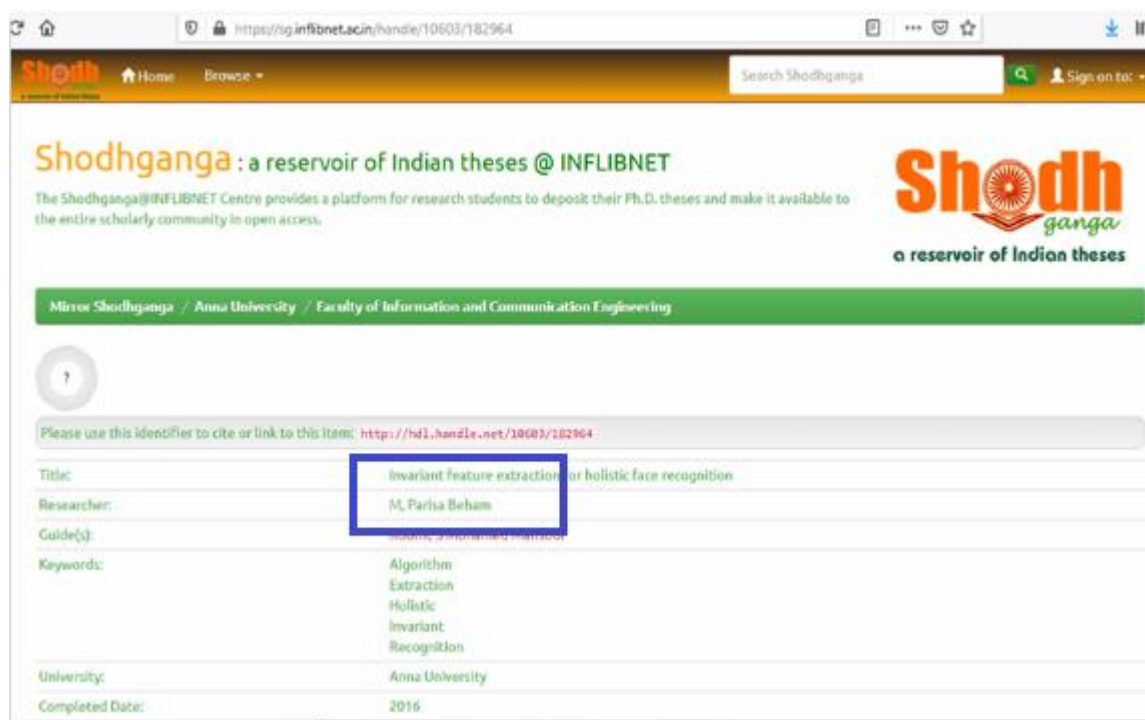 https://sg.inflibnet.ac.in/handle/10603/182964
Shodh
Home Browse Search Shodhganga Sign on to:
Shodhganga : a reservoir of Indian theses @ INFLIBNET
The Shodhganga@INFLIBNET Centre provides a platform for research students to deposit their Ph.D. theses and make it available to
the entire scholarly community in open access.
Shodh
ganga
a reservoir of Indian theses
Mirror Shodhganga / Anna University / Faculty of Information and Communication Engineering
?
Please use this identifier to cite or link to this item: http://hdl.handle.net/10603/182964
Title: Invariant feature extraction for holistic face recognition
Researcher: M, Parisa Beham
Guide(s):
Keywords: Algorithm
Extraction
Holistic
Invariant
Recognition
University: Anna University
Completed Date: 2016